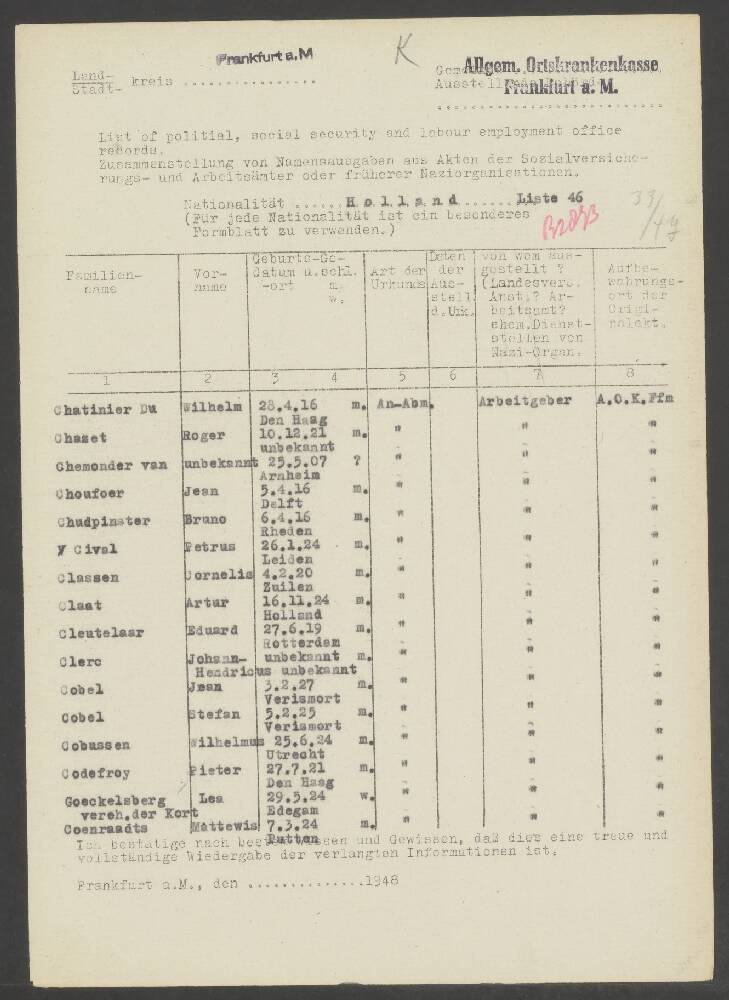 Frankfurt a.M
K
Allgem. Ortskrankenkasse
Land-
Stadt- kreis ................
Frankfurt a. M.
List of politial, social security and labour employment office
records.
Zusammenstellung von Namensausgaben aus Akten der Sozialversiche-
rungs- und Arbeitsämter oder früherer Naziorganisationen.
Nationalität ...... H o l l a n d ...... Liste 46
(Für jede Nationalität ist ein besonderes
Formblatt zu verwenden.)
Familien-name Vor-name Geburts-Ge-datum u.schl. -ort m. w. Art der Urkunde Daten der Aus-stell d.Urk. von wem aus-gestellt ? (Landesvers. Anst.? Ar-beitsamt? ehem.Dienst-stellen von Nazi-Organ. Aufbe-wahrungs-ort der Origi-
1 2 3 4 5 6 7 8
Chatinier Du Wilhelm 28.4.16 m. An-Abm. Arbeitgeber A.O.K.Ffm
Den Haag
Chazet Roger 10.12.21 m. " " "
unbekannt
Chemonder van unbekannt 25.5.07 ? " " "
Arnheim
Choufoer Jean 5.4.16 m. " " "
Delft
Chudpinster Bruno 6.4.16 m. " " "
Rheden
Cival Petrus 26.1.24 m. " " "
Leiden
Classen Cornelis 4.2.20 m. " " "
Zuilen
Claat Artur 16.11.24 m. " " "
Holland
Cleutelaar Eduard 27.6.19 m. " " "
Rotterdam
Clerc Johann- unbekannt m. " " "
Hendricus unbekannt
Cobel Jean 3.2.27 m. " " "
Verismort
Cobel Stefan 5.2.25 m. " " "
Verismort
Cobussen Wilhelmus 25.6.24 m. " " "
Utrecht
Codefroy Pieter 27.7.21 m. " " "
Den Haag
Goeckelsberg Lea 29.5.24 w. " " "
vereh.der Kort Edegam
Coenraadts Mattewis 7.3.24 m. " " "
Putten
Ich bestätige nach bestem Wissen und Gewissen, daß dies eine treue und
vollständige Wiedergabe der verlangten Informationen ist.
Frankfurt a.M., den ...............1948